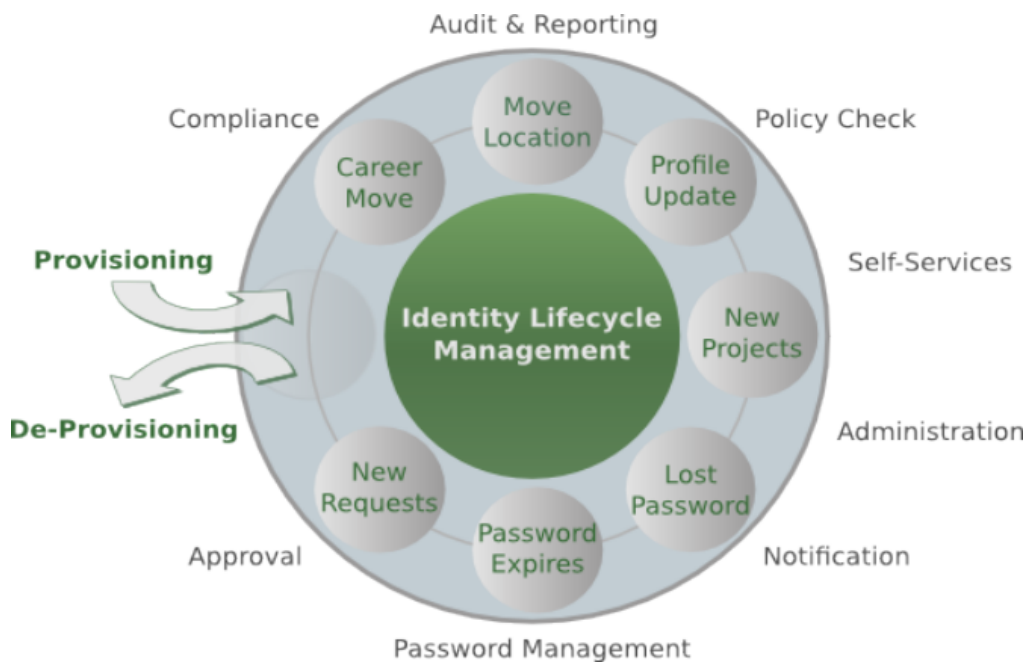 Audit & Reporting
Compliance
Policy Check
Move
Location
Career
Move
Profile
Update
Provisioning
Self-Services
Identity Lifecycle
Management
New
Projects
De-Provisioning
Administration
New
Requests
Lost
Password
Password
Expires
Approval
Notification
Password Management